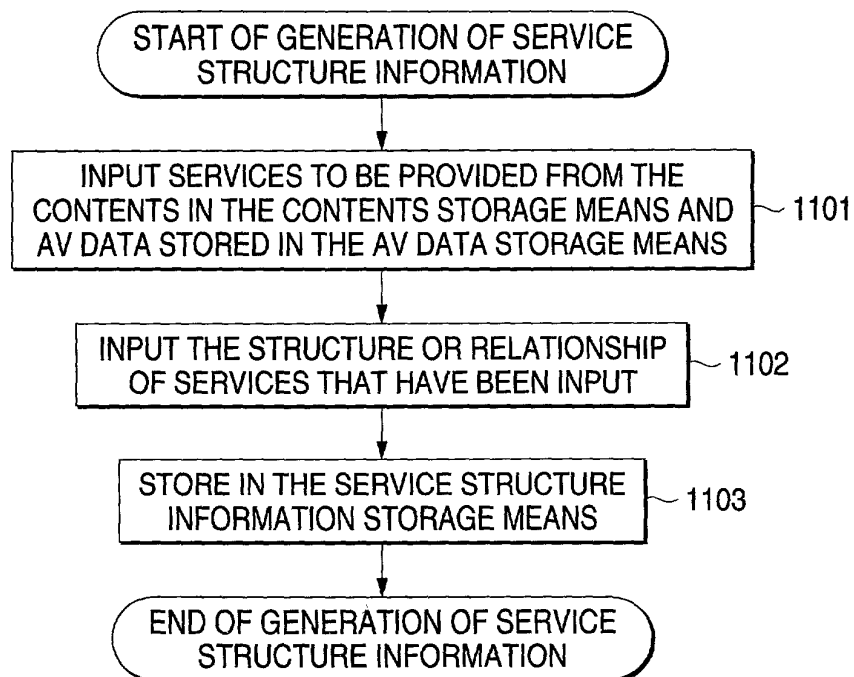 START OF GENERATION OF SERVICE
STRUCTURE INFORMATION
INPUT SERVICES TO BE PROVIDED FROM THE
CONTENTS IN THE CONTENTS STORAGE MEANS AND
AV DATA STORED IN THE AV DATA STORAGE MEANS
1101
INPUT THE STRUCTURE OR RELATIONSHIP
OF SERVICES THAT HAVE BEEN INPUT
1102
STORE IN THE SERVICE STRUCTURE
INFORMATION STORAGE MEANS
1103
END OF GENERATION OF SERVICE
STRUCTURE INFORMATION